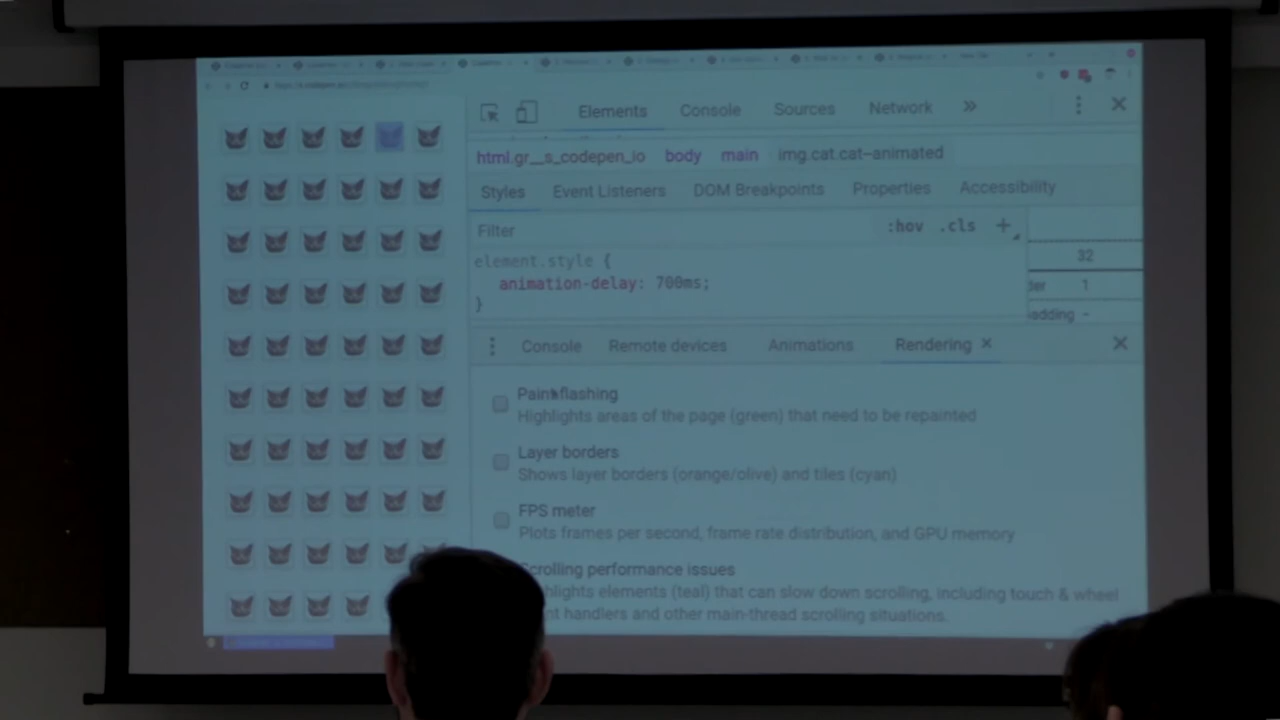 Elements Console Sources Network »
html.gr__s_codepen_io body main img.cat.cat-animated
Styles Event Listeners DOM Breakpoints Properties Accessibility
Filter :hov .cls +
element.style {
32
animation-delay: 700ms;
1
}
Console Remote devices Animations Rendering
Paint flashing
Highlights areas of the page (green) that need to be repainted
Layer borders
Shows layer borders (orange/olive) and tiles (cyan)
FPS meter
Plots frames per second, frame rate distribution, and GPU memory
Scrolling performance issues
elements (teal) that can slow down scrolling, including touch & wheel
handlers and other main-thread scrolling situations.